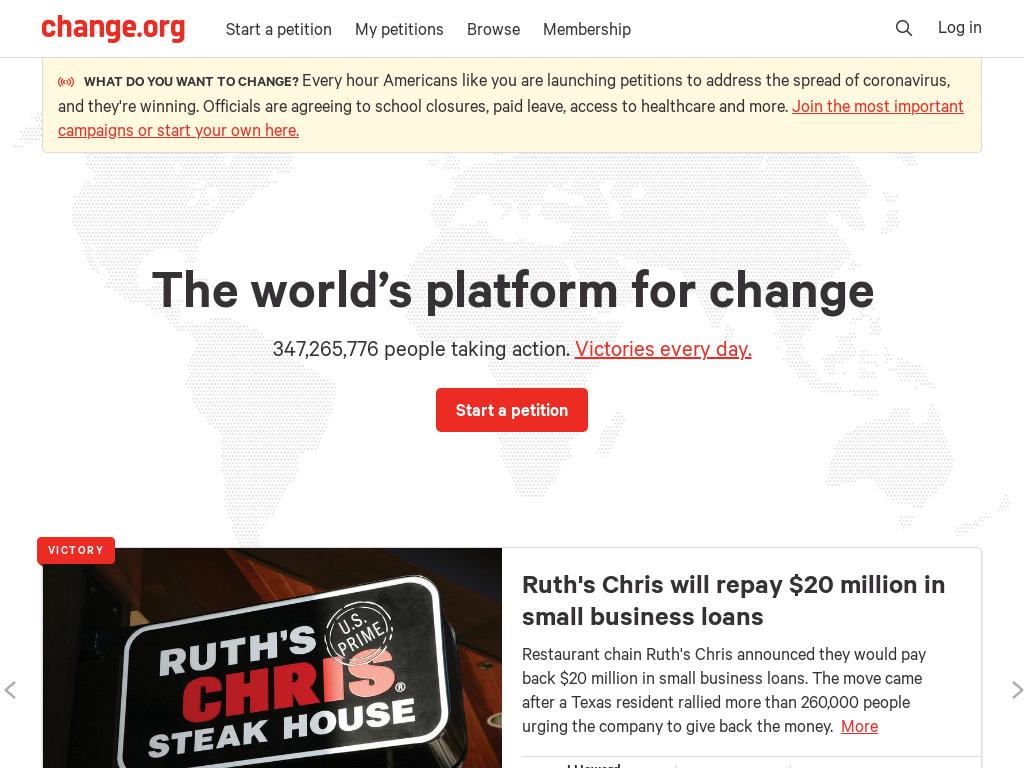 change.org
Start a petition
My petitions
Browse
Membership
Log in
WHAT DO YOU WANT TO CHANGE? Every hour Americans like you are launching petitions to address the spread of coronavirus,
and they're winning. Officials are agreeing to school closures, paid leave, access to healthcare and more. Join the most important
campaigns or start your own here.
The world’s platform for change
347,265,776 people taking action. Victories every day.
Start a petition
VICTORY
RUTH'S
U.S.
PRIME
CHRIS®
STEAK HOUSE
Ruth's Chris will repay $20 million in
small business loans
Restaurant chain Ruth's Chris announced they would pay
back $20 million in small business loans. The move came
after a Texas resident rallied more than 260,000 people
urging the company to give back the money. More